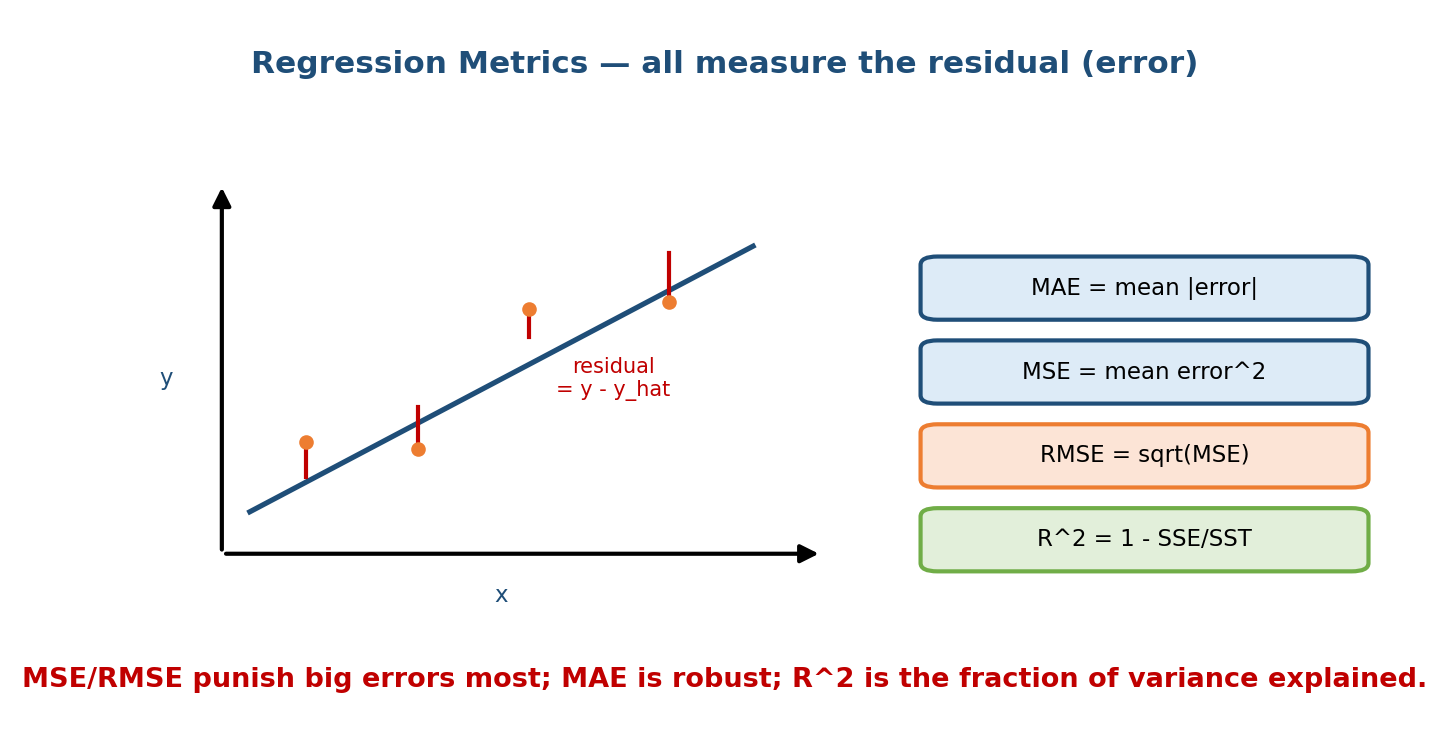 Regression Metrics — all measure the residual (error)
y
residual
= y - y_hat
x
MAE = mean |error|
MSE = mean error^2
RMSE = sqrt(MSE)
R^2 = 1 - SSE/SST
MSE/RMSE punish big errors most; MAE is robust; R^2 is the fraction of variance explained.